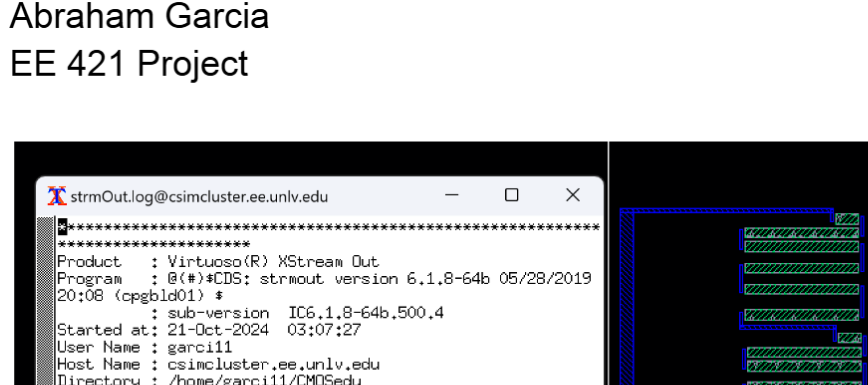 Abraham Garcia
EE 421 Project
strmOut.log@csimcluster.ee.unlv.edu
************************************************************
*********************
Product : Virtuoso(R) XStream Out
Program : @(#)$CDS: strmout version 6.1.8-64b 05/28/2019
20:08 (cpgbld01) $
: sub-version IC6.1.8-64b.500.4
Started at: 21-Oct-2024 03:07:27
User Name : garci11
Host Name : csimcluster.ee.unlv.edu
Directory : /home/garci11/CMOSedu